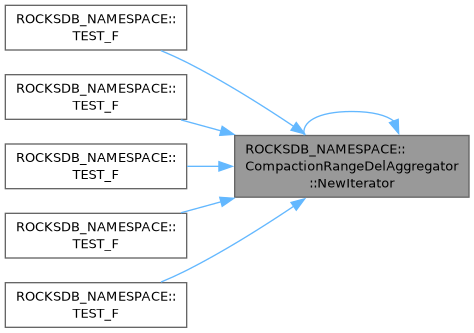 ROCKSDB_NAMESPACE::
TEST_F
ROCKSDB_NAMESPACE::
TEST_F
ROCKSDB_NAMESPACE::
TEST_F
ROCKSDB_NAMESPACE::
TEST_F
ROCKSDB_NAMESPACE::
TEST_F
ROCKSDB_NAMESPACE::
CompactionRangeDelAggregator
::NewIterator